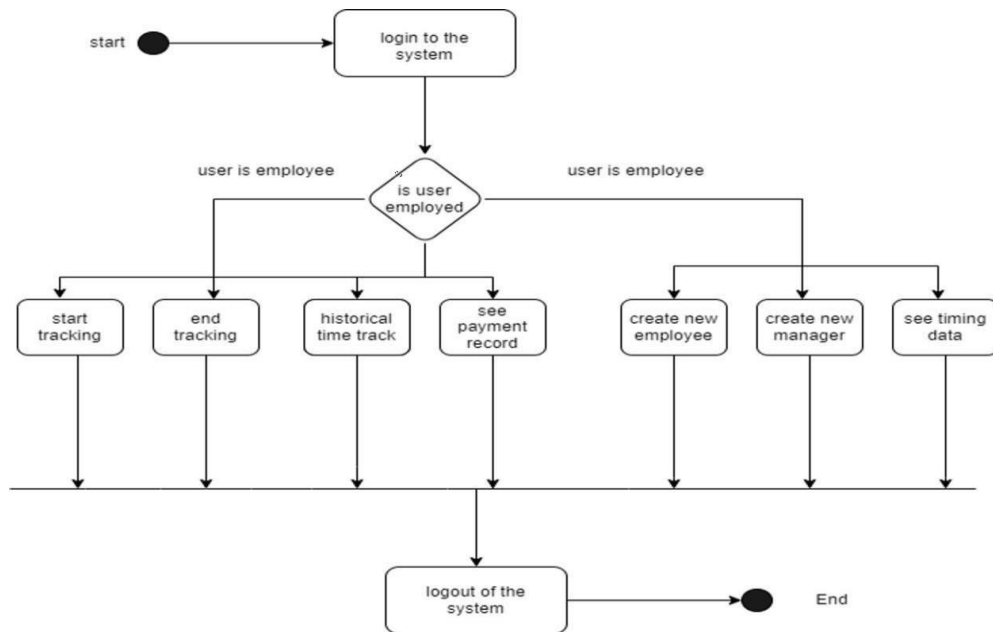 start
login to the
system
user is employee
user is employee
is user
employed
start
tracking
end
tracking
historical
time track
see
payment
record
create new
employee
create new
manager
see timing
data
logout of the
system
End